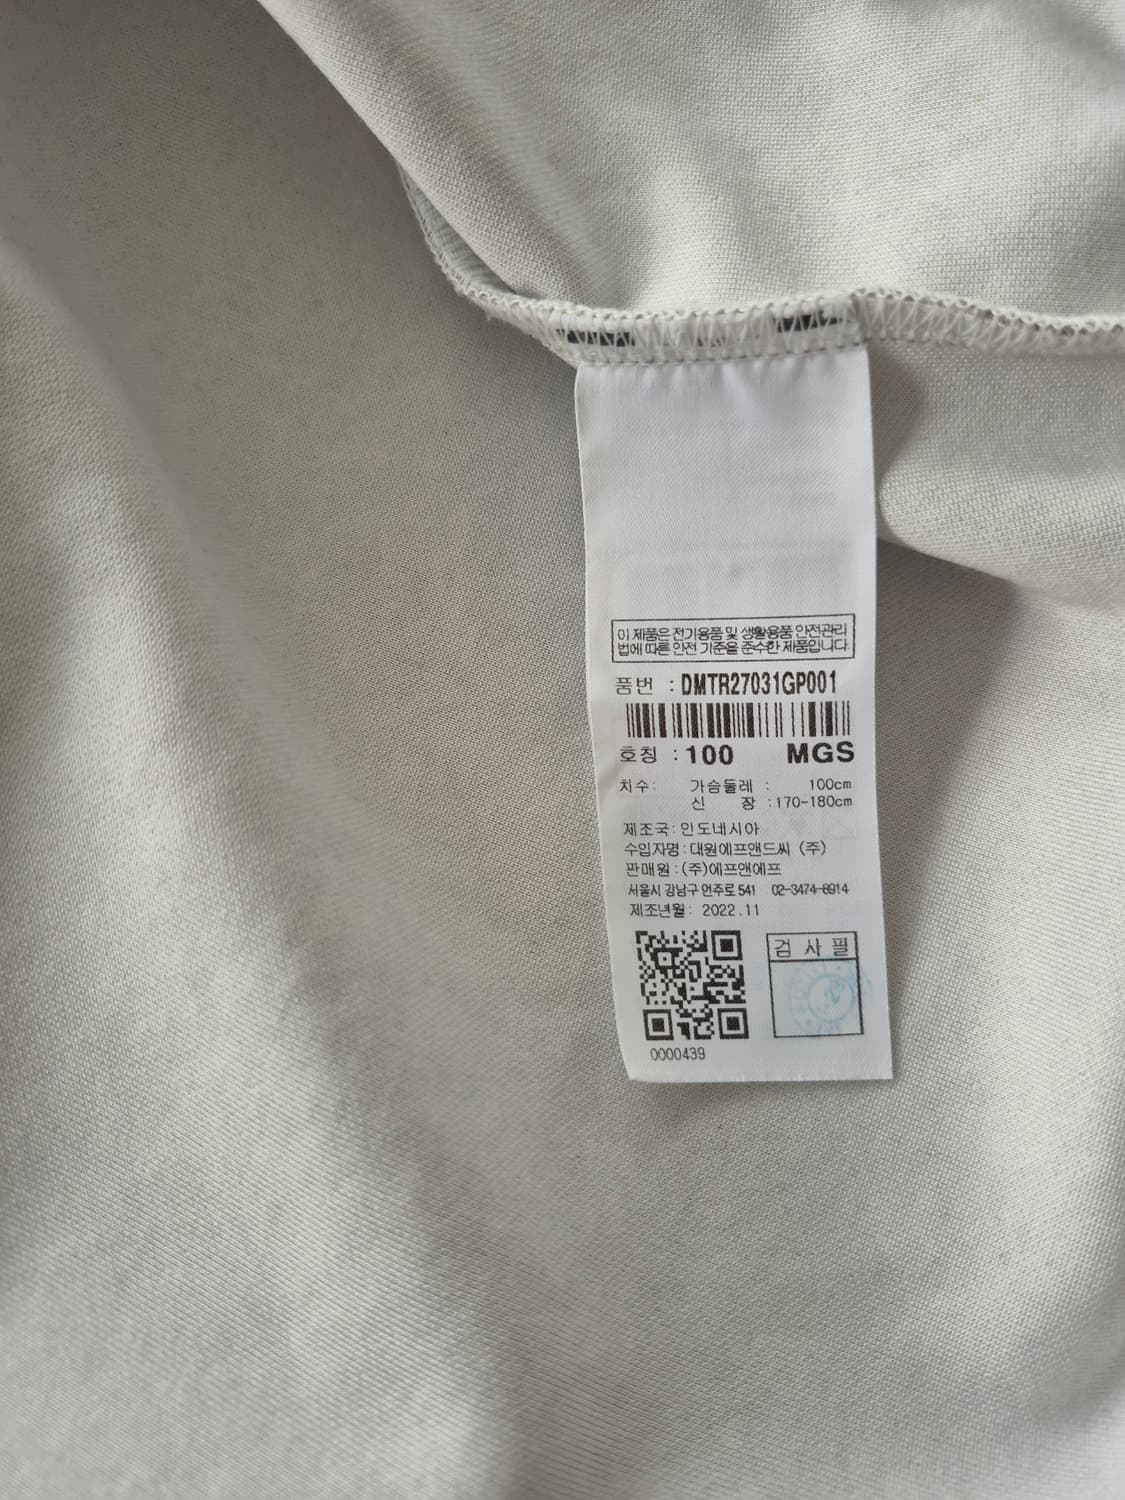 이 제품은 전기용품 및 생활용품 안전관리
법에 따른 안전 기준을 준수한 제품입니다.
품번 : DMTR27031GP001
호칭 : 100 MGS
치수: 가슴둘레 : 100cm
신 장 :170-180cm
제조국: 인도네시아
수입자명: 대원에프앤드씨 (주)
판매원 : (주)에프앤에프
서울시 강남구 언주로 541 02-3474-8914
제조년월: 2022.11
검 사 필
0000439